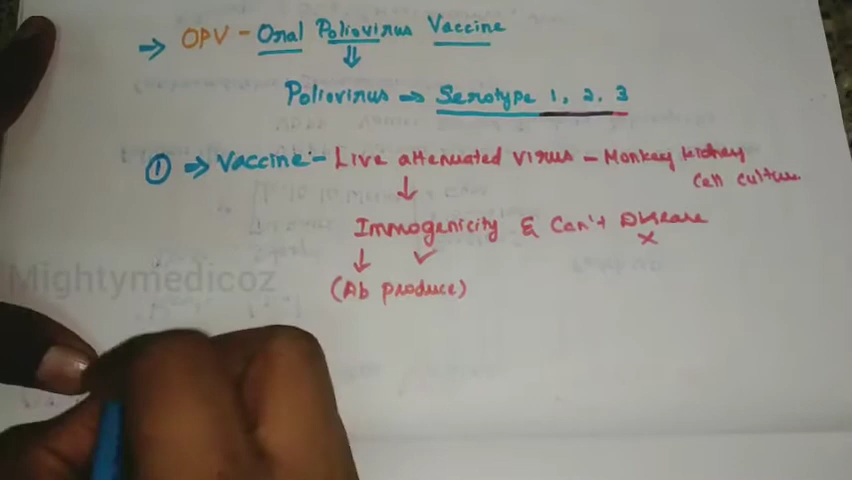 ⇒ OPV - Oral Poliovirus Vaccine
⇓
Poliovirus ⇒ Serotype 1, 2, 3
① ⇒ Vaccine:- Live attenuated virus - Monkey kidney
cell culture
↓
Immogenicity & Can't Disease
↓ ✓ ×
(Ab produce)
Mightymedicoz